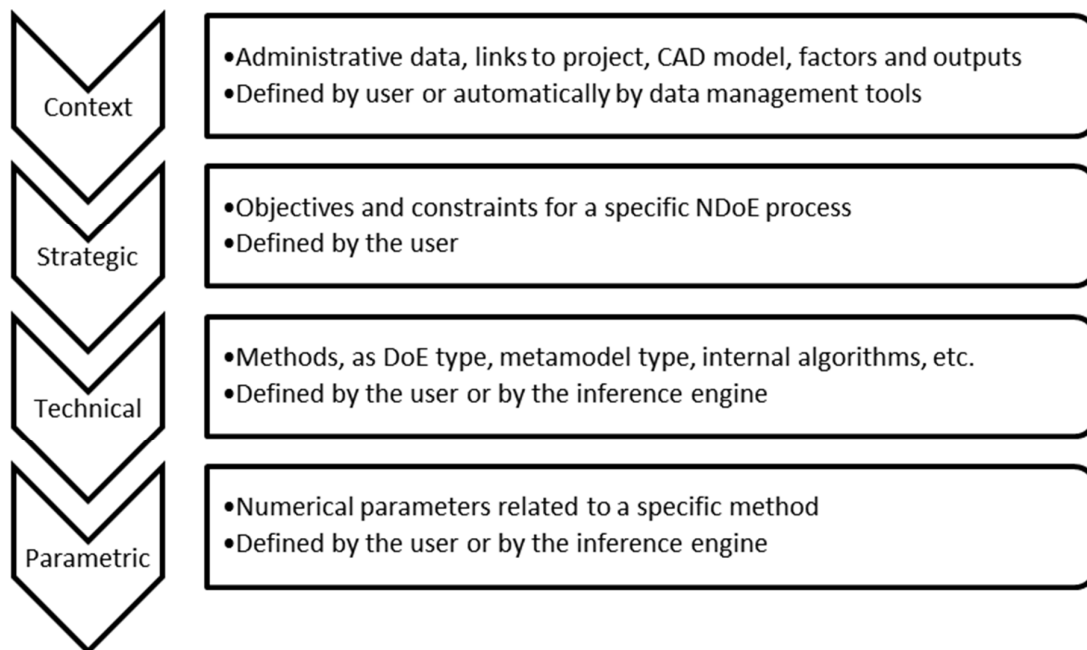 Context
•Administrative data, links to project, CAD model, factors and outputs
•Defined by user or automatically by data management tools
Strategic
•Objectives and constraints for a specific NDoE process
•Defined by the user
Technical
•Methods, as DoE type, metamodel type, internal algorithms, etc.
•Defined by the user or by the inference engine
Parametric
•Numerical parameters related to a specific method
•Defined by the user or by the inference engine